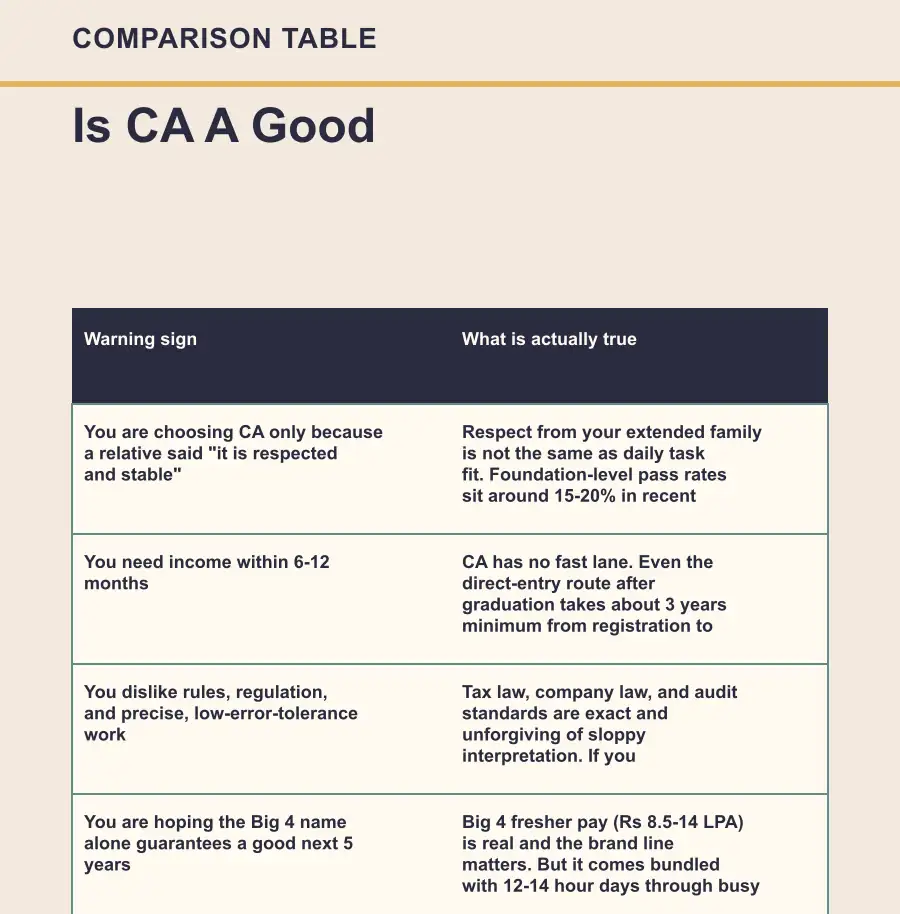 COMPARISON TABLE
Is CA A Good
Warning sign
What is actually true
You are choosing CA only because
a relative said "it is respected
and stable"
Respect from your extended family
is not the same as daily task
fit. Foundation-level pass rates
sit around 15-20% in recent
You need income within 6-12
months
CA has no fast lane. Even the
direct-entry route after
graduation takes about 3 years
minimum from registration to
You dislike rules, regulation,
and precise, low-error-tolerance
work
Tax law, company law, and audit
standards are exact and
unforgiving of sloppy
interpretation. If you
You are hoping the Big 4 name
alone guarantees a good next 5
years
Big 4 fresher pay (Rs 8.5-14 LPA)
is real and the brand line
matters. But it comes bundled
with 12-14 hour days through busy